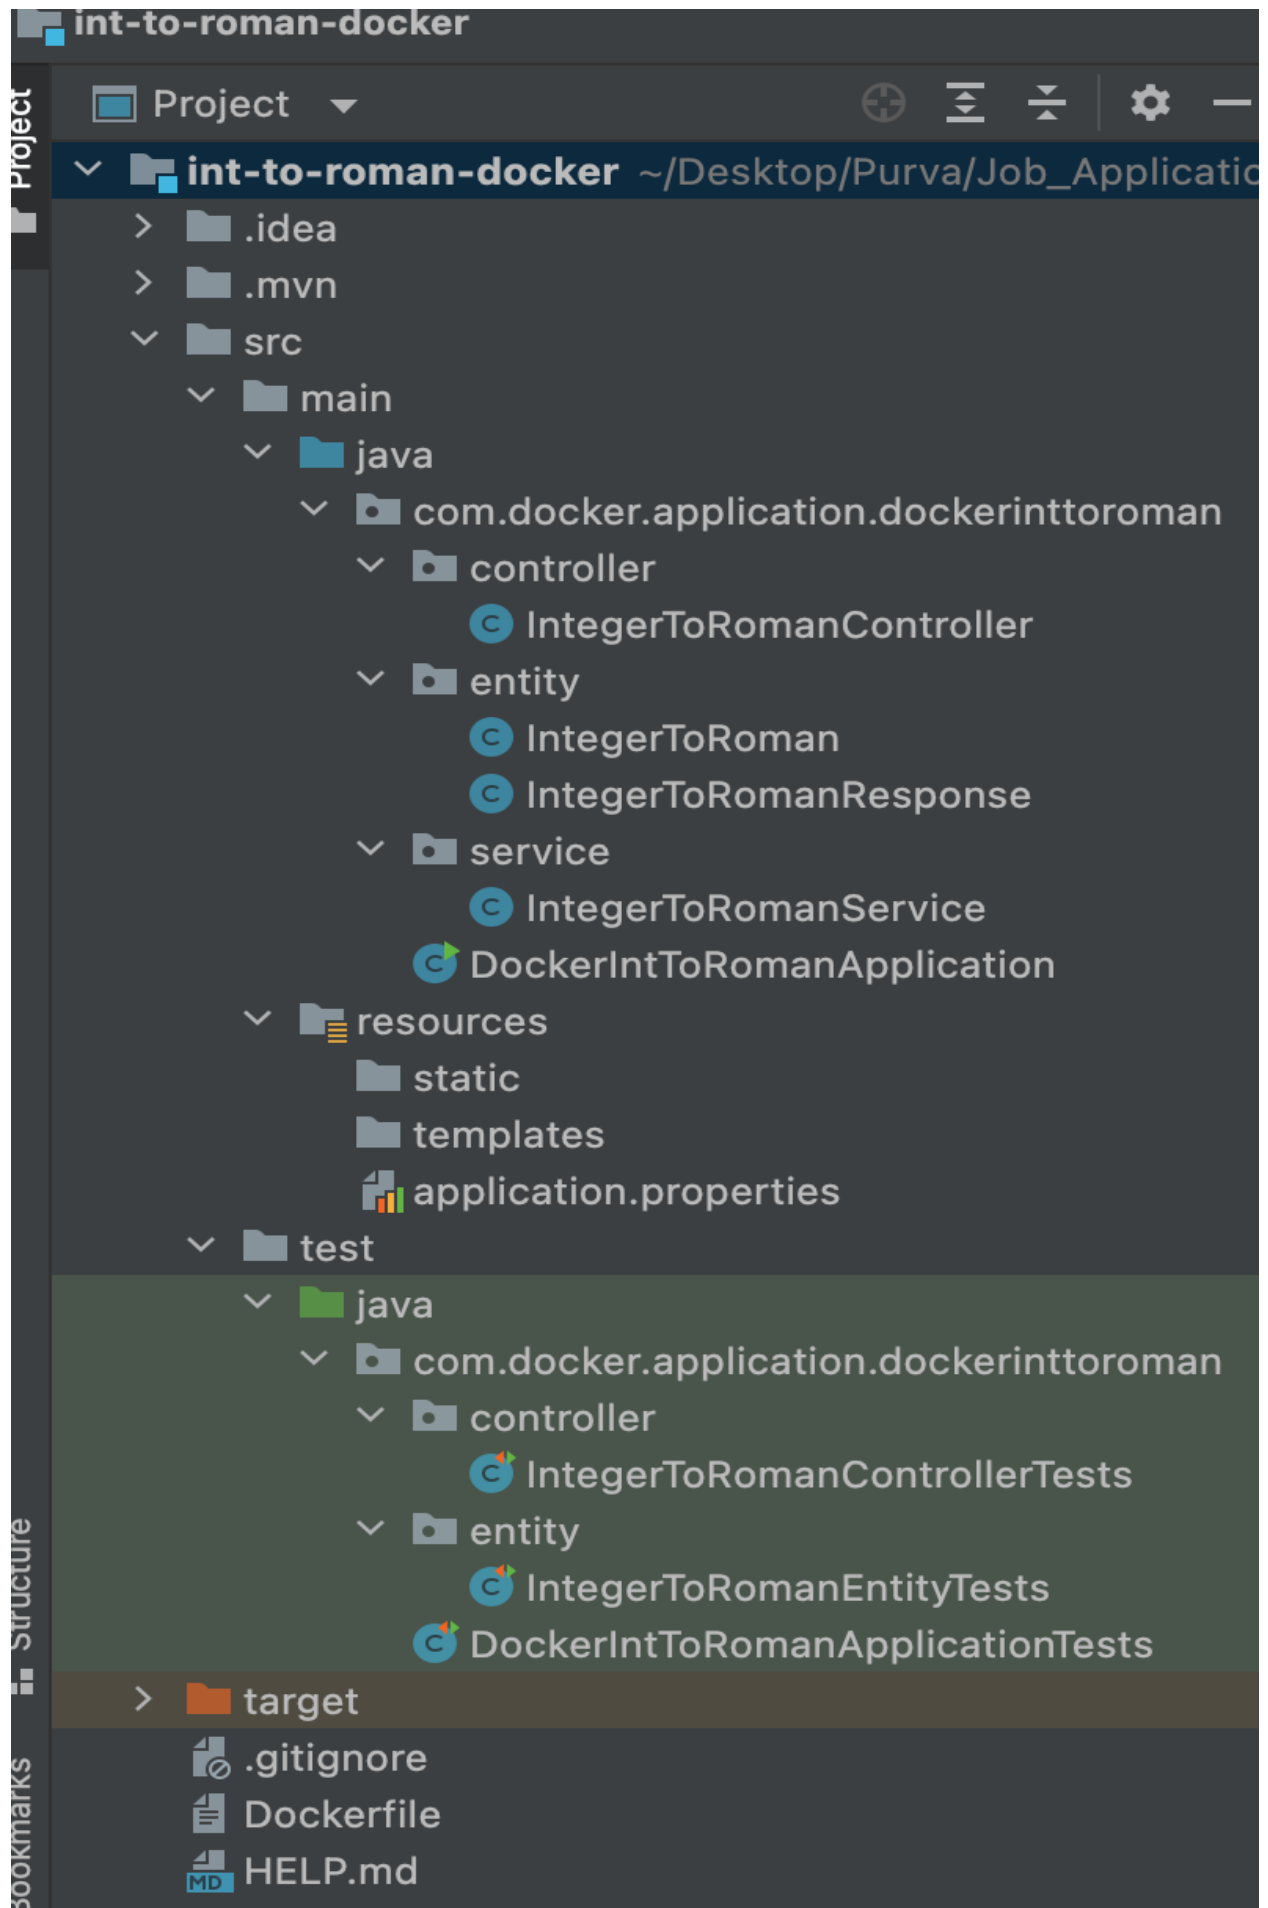 int-to-roman-docker
Project
Project
int-to-roman-docker ~/Desktop/Purva/Job_Applicatio
.idea
.mvn
src
main
java
com.docker.application.dockerinttoroman
controller
C IntegerToRomanController
entity
C IntegerToRoman
C IntegerToRomanResponse
service
C IntegerToRomanService
C DockerIntToRomanApplication
resources
static
templates
application.properties
test
java
com.docker.application.dockerinttoroman
controller
C IntegerToRomanControllerTests
entity
C IntegerToRomanEntityTests
C DockerIntToRomanApplicationTests
Structure
target
.gitignore
Dockerfile
MD HELP.md
Bookmarks